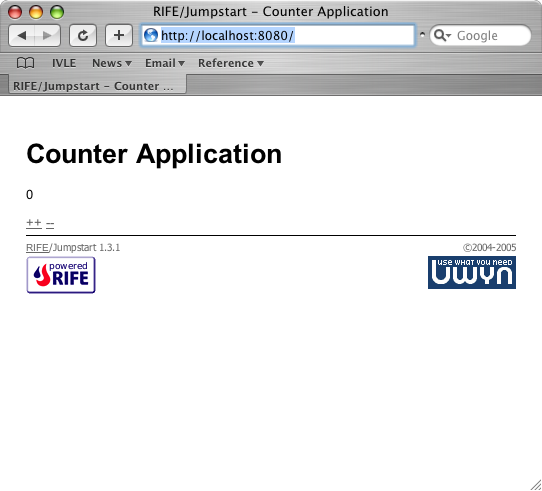 RIFE/Jumpstart - Counter Application
http://localhost:8080/
Google
IVLE News Email Reference
RIFE/Jumpstart - Counter ...
Counter Application
0
++ --
RIFE/Jumpstart 1.3.1 ©2004-2005
powered
RIFE
USE WHAT YOU NEED
uwyn